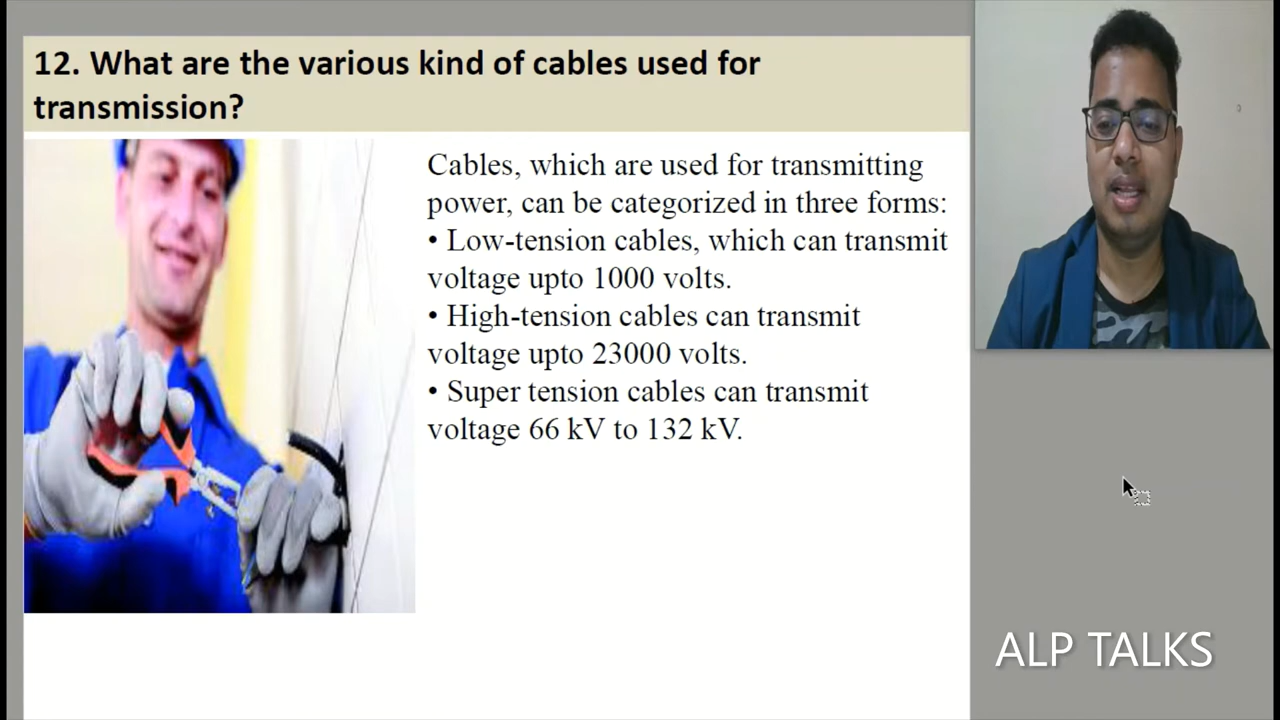 12. What are the various kind of cables used for
transmission?
Cables, which are used for transmitting
power, can be categorized in three forms:
• Low-tension cables, which can transmit
voltage upto 1000 volts.
• High-tension cables can transmit
voltage upto 23000 volts.
• Super tension cables can transmit
voltage 66 kV to 132 kV.
ALP TALKS